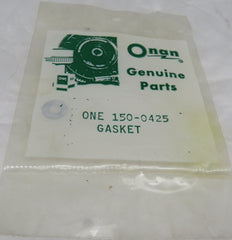 Onan
Genuine
Parts
ONE 150-0425
GASKET